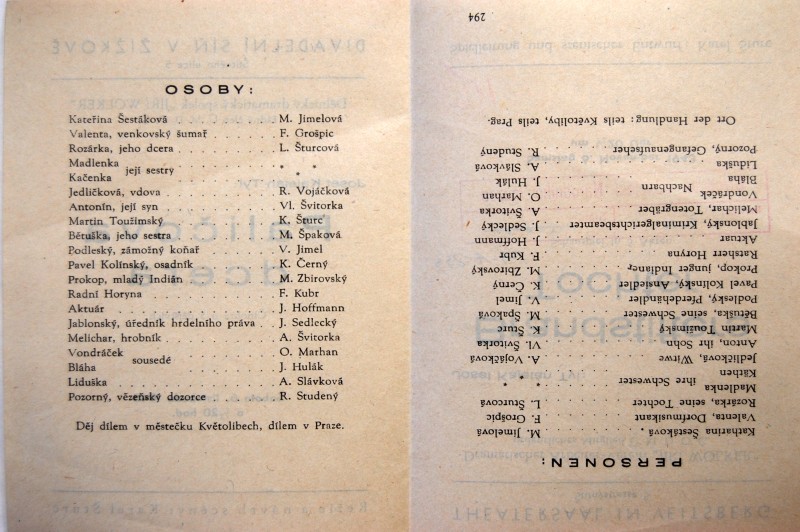 OSOBY:
Kateřina Šestáková . . . . . . . . . M. Jimelová
Valenta, venkovský šumař . . . . . . F. Grošpic
Rozárka, jeho dcera . . . . . . . . . L. Šturcová
Madlenka
její sestry . . . . . . . * *
Kačenka
Jedličková, vdova . . . . . . . . . . R. Vojáčková
Antonín, její syn . . . . . . . . . . Vl. Švitorka
Martin Toužimský . . . . . . . . . . K. Šturc
Bětuška, jeho sestra . . . . . . . . M. Špaková
Podleský, zámožný koňař . . . . . . V. Jimel
Pavel Kolínský, osadník . . . . . . . K. Černý
Prokop, mladý Indián . . . . . . . . M. Zbirovský
Radní Horyna . . . . . . . . . . . . F. Kubr
Aktuár . . . . . . . . . . . . . . . J. Hoffmann
Jablonský, úředník hrdelního práva . . J. Sedlecký
Melichar, hrobník . . . . . . . . . . A. Švitorka
Vondráček O. Marhan
sousedé . . . . . . . .
Bláha J. Hulák
Liduška . . . . . . . . . . . . . . . A. Slávková
Pozorný, vězeňský dozorce . . . . . R. Studený
Děj dílem v městečku Květolibech, dílem v Praze.
PERSONEN:
Katharina Šestáková . . . . . . . . . M. Jimelová
Valenta, Dorfmusikant . . . . . . . . F. Grošpic
Rozárka, seine Tochter . . . . . . . L. Šturcová
Madlenka
ihre Schwester . . . . . * *
Käthchen
Jedličková, Witwe . . . . . . . . . . A. Vojáčková
Anton, ihr Sohn . . . . . . . . . . . Vl. Švitorka
Martin Toužimský . . . . . . . . . . K. Šturc
Bětuška, seine Schwester . . . . . . M. Špaková
Podleský, Pferdehändler . . . . . . . V. Jimel
Pavel Kolínský, Ansiedler . . . . . . K. Černý
Prokop, junger Indianer . . . . . . . M. Zbirovský
Ratsherr Horyna . . . . . . . . . . . F. Kubr
Aktuar . . . . . . . . . . . . . . . J. Hoffmann
Jablonský, Kriminalgerichtsbeamter . . J. Sedlecký
Melichar, Totengräber . . . . . . . . A. Švitorka
Vondráček O. Marhan
Nachbarn . . . . . . .
Bláha J. Hulák
Liduška . . . . . . . . . . . . . . . A. Slávková
Pozorný, Gefangenaufseher . . . . . . R. Studený
Ort der Handlung: teils Květoliby, teils Prag.
294